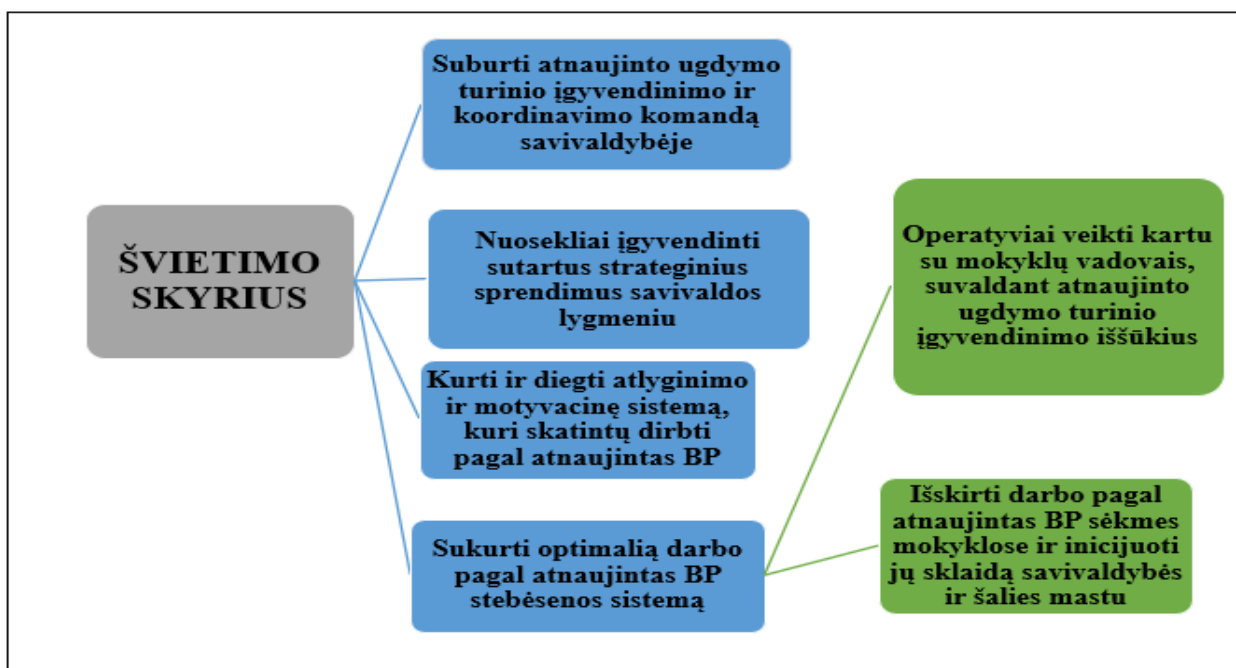 ŠVIETIMO
SKYRIUS
Suburti atnaujinto ugdymo
turinio įgyvendinimo ir
koordinavimo komandą
savivaldybėje
Nuosekliai įgyvendinti
sutartus strateginius
sprendimus savivaldos
lygmeniu
Kurti ir diegti atlyginimo
ir motyvacinę sistemą,
kuri skatintų dirbti
pagal atnaujintas BP
Sukurti optimalią darbo
pagal atnaujintas BP
stebėsenos sistemą
Operatyviai veikti kartu
su mokyklų vadovais,
suvaldant atnaujinto
ugdymo turinio
įgyvendinimo iššūkius
Išskirti darbo pagal
atnaujintas BP sėkmes
mokyklose ir inicijuoti
jų sklaidą savivaldybės
ir šalies mastu